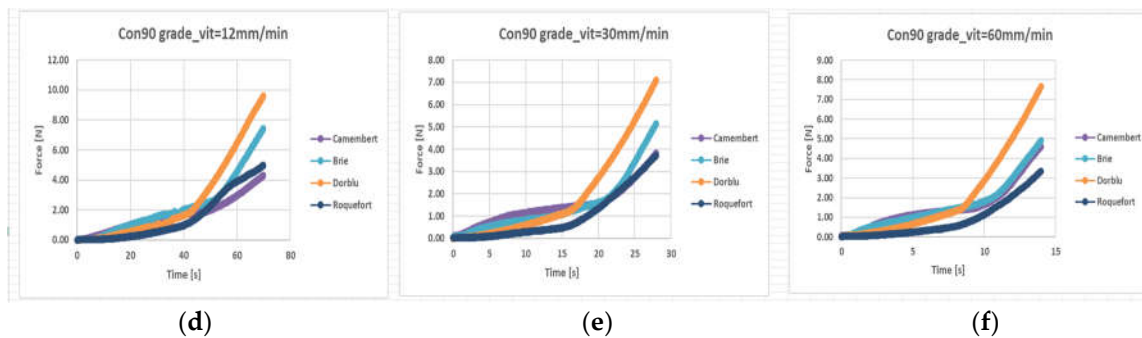 Con90 grade_vit=12mm/min
12.00
10.00
8.00
6.00
4.00
2.00
0.00
Force [N]
0 20 40 60 80
Time [s]
Camembert
Brie
Dorblu
Roquefort
(d)
Con90 grade_vit=30mm/min
8.00
7.00
6.00
5.00
4.00
3.00
2.00
1.00
0.00
Force [N]
0 5 10 15 20 25 30
Time [s]
Camembert
Brie
Dorblu
Roquefort
(e)
Con90 grade_vit=60mm/min
9.00
8.00
7.00
6.00
5.00
4.00
3.00
2.00
1.00
0.00
Force [N]
0 5 10 15
Time [s]
Camembert
Brie
Dorblu
Roquefort
(f)